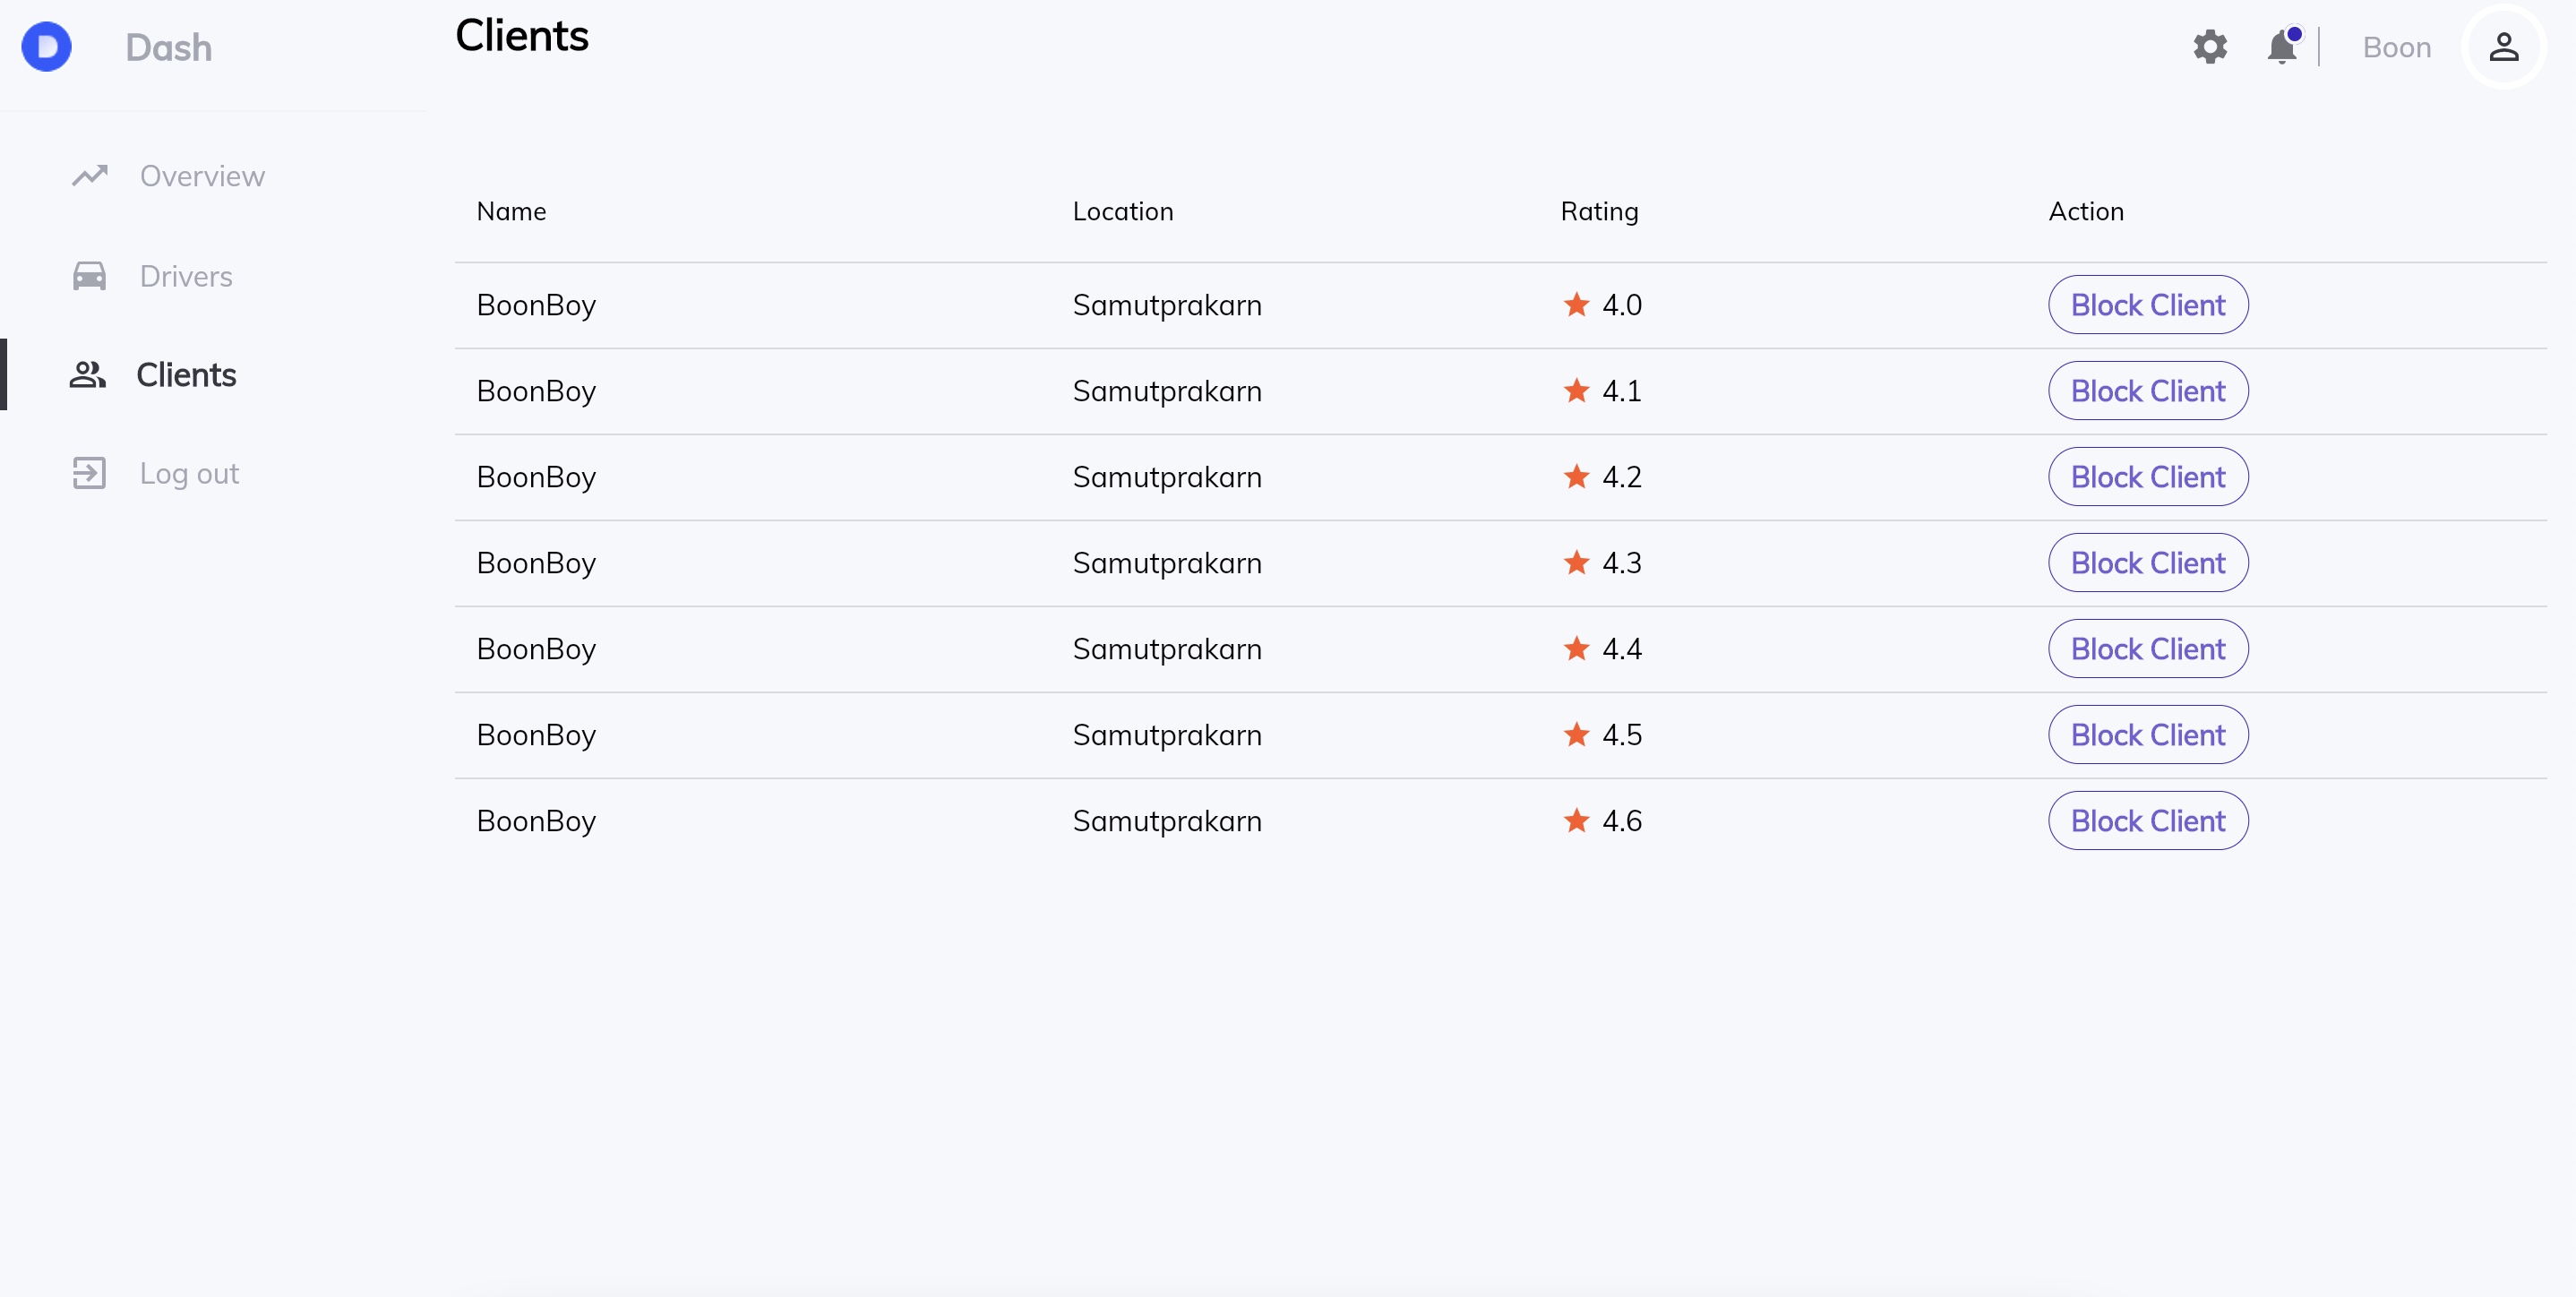 D Dash
Clients
Boon
Overview
Drivers
Clients
Log out
Name Location Rating Action
BoonBoy Samutprakarn 4.0 Block Client
BoonBoy Samutprakarn 4.1 Block Client
BoonBoy Samutprakarn 4.2 Block Client
BoonBoy Samutprakarn 4.3 Block Client
BoonBoy Samutprakarn 4.4 Block Client
BoonBoy Samutprakarn 4.5 Block Client
BoonBoy Samutprakarn 4.6 Block Client